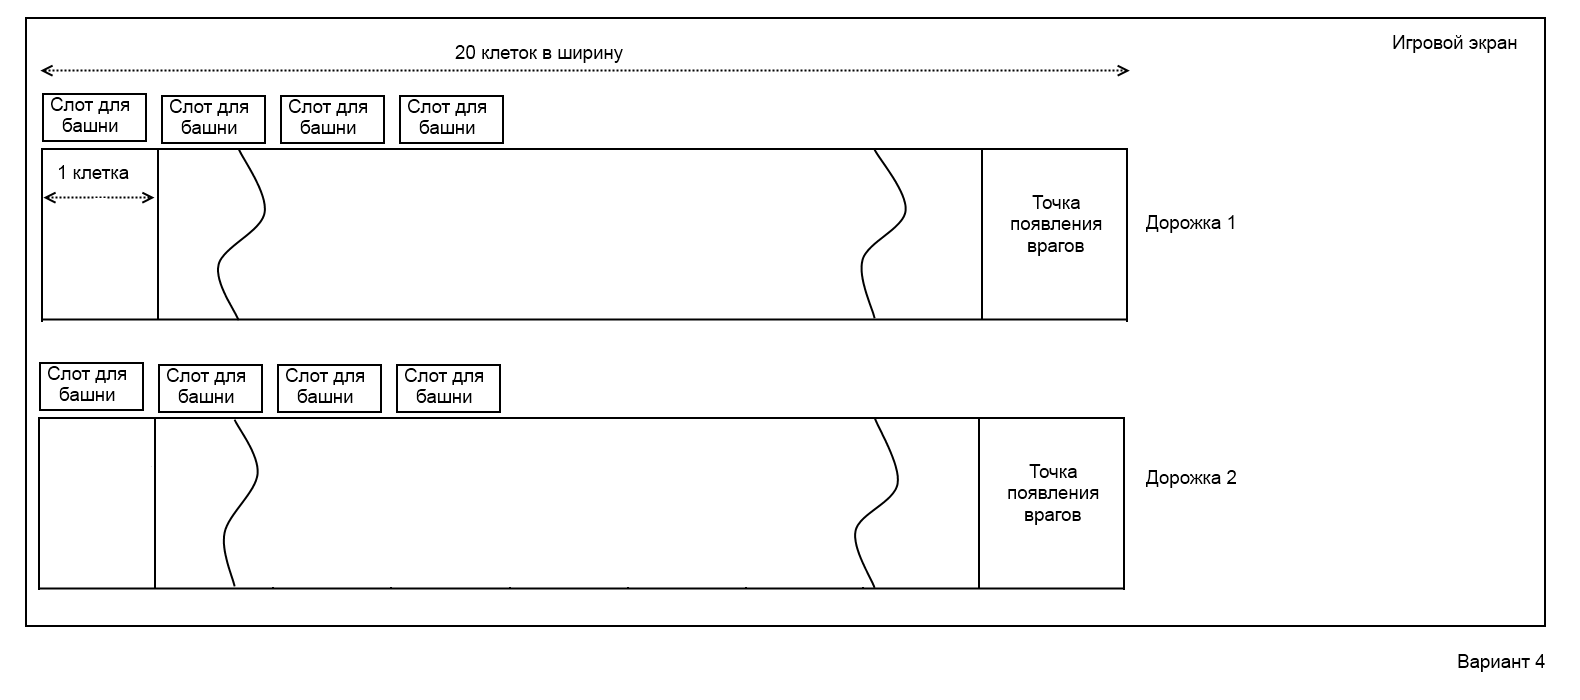 Игровой экран
20 клеток в ширину
Слот для
башни
Слот для
башни
Слот для
башни
Слот для
башни
1 клетка
Точка
появления
врагов
Дорожка 1
Слот для
башни
Слот для
башни
Слот для
башни
Слот для
башни
Точка
появления
врагов
Дорожка 2
Вариант 4